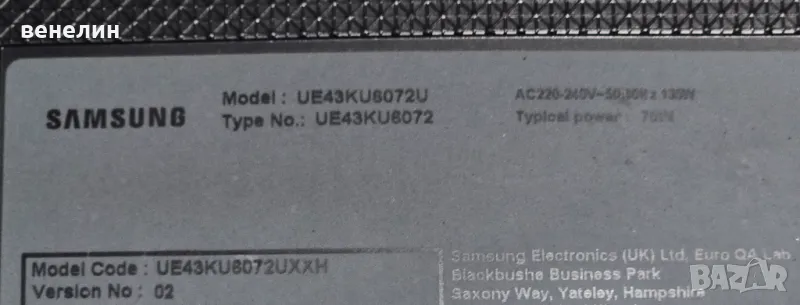 венелин
SAMSUNG
Model : UE43KU6072U
Type No.: UE43KU6072
AC220-240V~50/60Hz 130W
Typical power : 70W
Model Code : UE43KU6072UXXH
Version No : 02
Samsung Electronics (UK) Ltd, Euro QA Lab.
Blackbushe Business Park
Saxony Way, Yateley, Hampshire
BAZAR